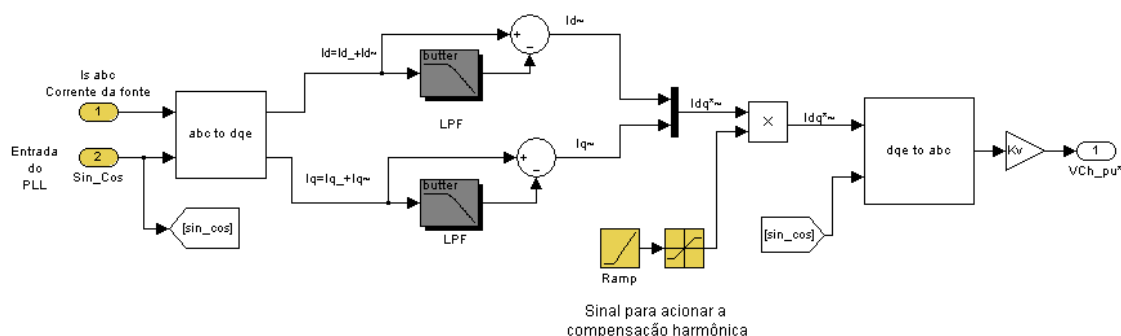 Is abc
Corrente da fonte
1
Entrada
do
PLL
2
Sin_Cos
[sin_cos]
abc to dqe
Id=Id_+Id~
butter
LPF
+
−
Id~
Iq=Iq_+Iq~
butter
LPF
+
−
Iq~
Idq*~
×
Idq*~
Ramp
Sinal para acionar a
compensação harmônica
[sin_cos]
dqe to abc
Kv
1
VCh_pu*